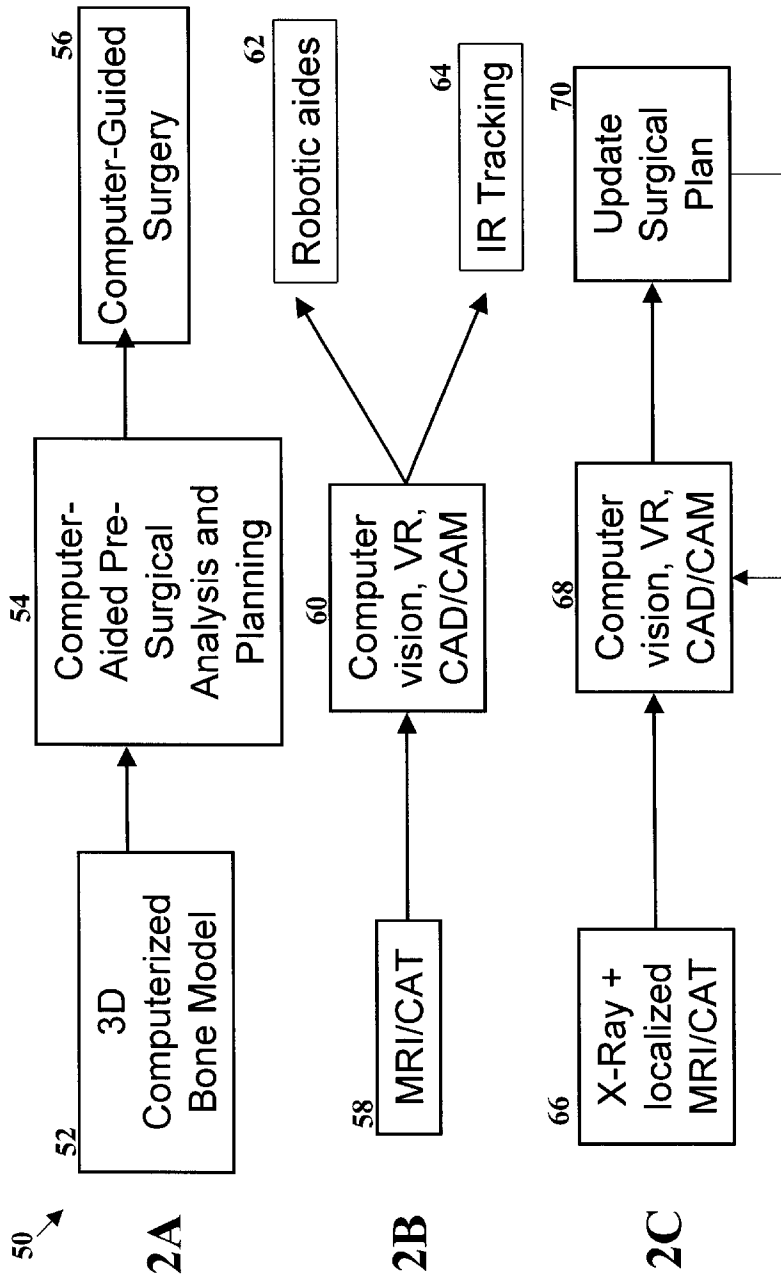 50
2A
52
3D
Computerized
Bone Model
54
Computer-
Aided Pre-
Surgical
Analysis and
Planning
56
Computer-Guided
Surgery
2B
58
MRI/CAT
60
Computer
vision, VR,
CAD/CAM
62
Robotic aides
64
IR Tracking
2C
66
X-Ray +
localized
MRI/CAT
68
Computer
vision, VR,
CAD/CAM
70
Update
Surgical
Plan